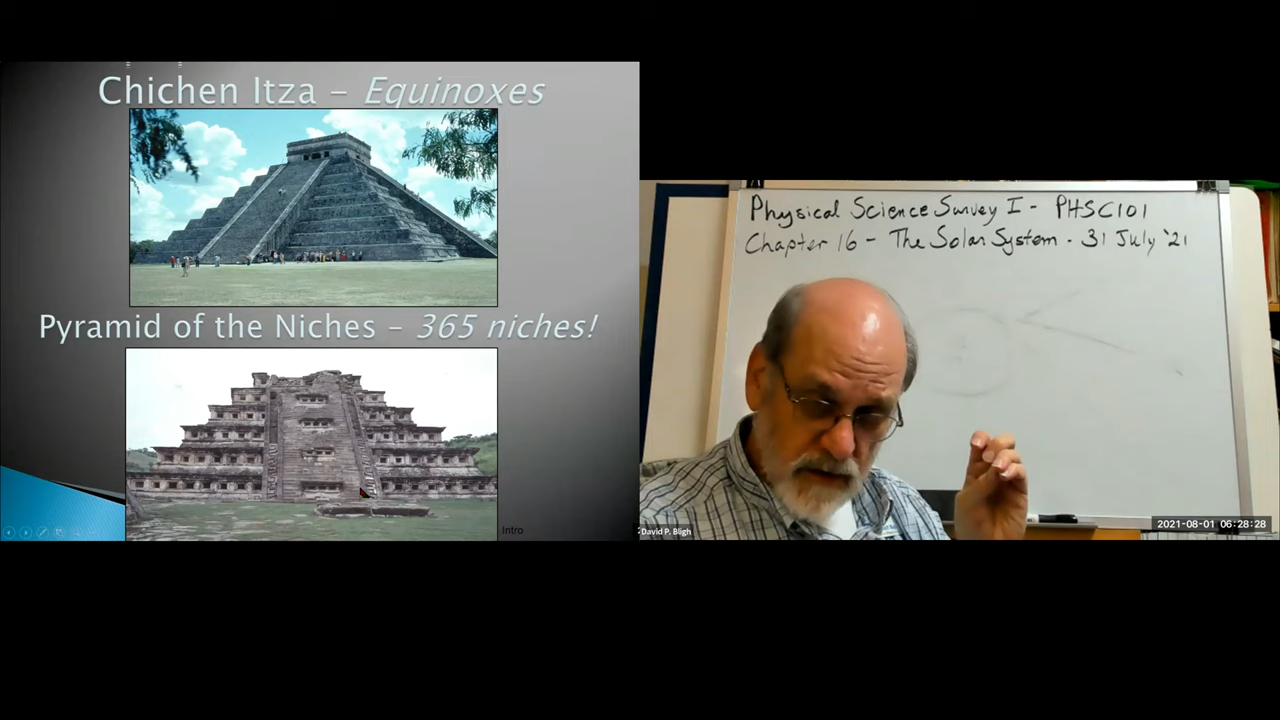 Chichen Itza – Equinoxes
Pyramid of the Niches – 365 niches!
Intro
Physical Science Survey I - PHSC101
Chapter 16 - The Solar System - 31 July '21
David P. Bligh
2021-08-01 06:28:28